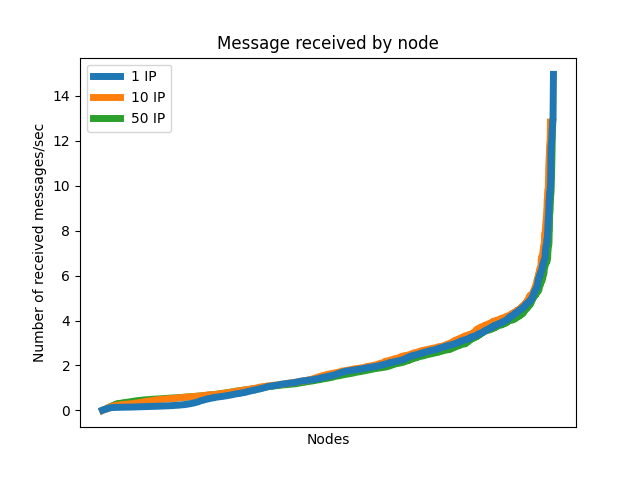 Message received by node
1 IP
10 IP
50 IP
14
12
10
8
6
4
2
0
Number of received messages/sec
Nodes